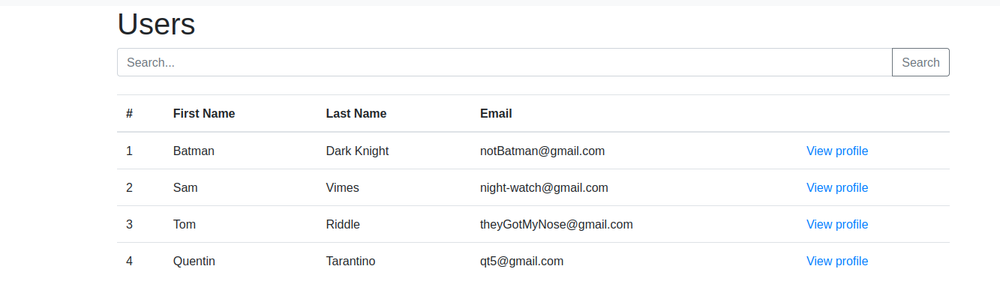 Users
Search... Search
# First Name Last Name Email
1 Batman Dark Knight notBatman@gmail.com View profile
2 Sam Vimes night-watch@gmail.com View profile
3 Tom Riddle theyGotMyNose@gmail.com View profile
4 Quentin Tarantino qt5@gmail.com View profile